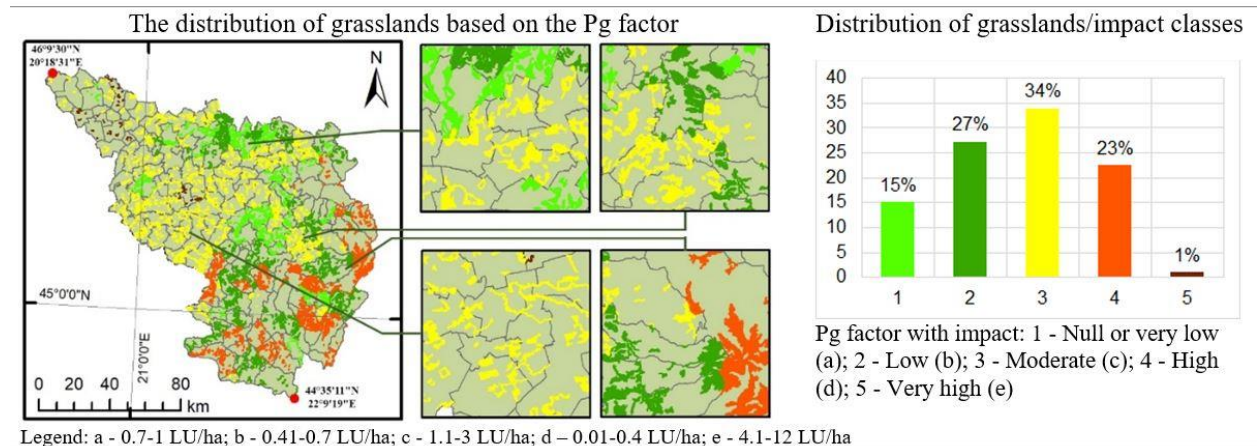 The distribution of grasslands based on the Pg factor
Distribution of grasslands/impact classes
46°9'30"N
20°18'31"E
N
45°0'0"N
21°0'0"E
0 20 40 80
km
44°35'11"N
22°9'19"E
40
35
30
25
20
15
10
5
0
15%
27%
34%
23%
1%
1 2 3 4 5
Pg factor with impact: 1 - Null or very low
(a); 2 - Low (b); 3 - Moderate (c); 4 - High
(d); 5 - Very high (e)
Legend: a - 0.7-1 LU/ha; b - 0.41-0.7 LU/ha; c - 1.1-3 LU/ha; d – 0.01-0.4 LU/ha; e - 4.1-12 LU/ha